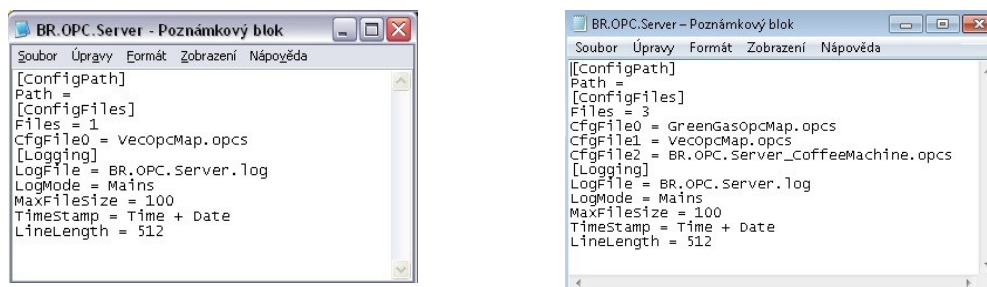 BR.OPC.Server - Poznámkový blok
Soubor Úpravy Formát Zobrazení Nápověda
[ConfigPath]
Path =
[ConfigFiles]
Files = 1
CfgFile0 = VecOpcMap.opcs
[Logging]
LogFile = BR.OPC.Server.log
LogMode = Mains
MaxFileSize = 100
TimeStamp = Time + Date
LineLength = 512
BR.OPC.Server – Poznámkový blok
Soubor Úpravy Formát Zobrazení Nápověda
[ConfigPath]
Path =
[ConfigFiles]
Files = 3
CfgFile0 = GreenGasOpcMap.opcs
CfgFile1 = VecOpcMap.opcs
CfgFile2 = BR.OPC.Server_CoffeeMachine.opcs
[Logging]
LogFile = BR.OPC.Server.log
LogMode = Mains
MaxFileSize = 100
TimeStamp = Time + Date
LineLength = 512